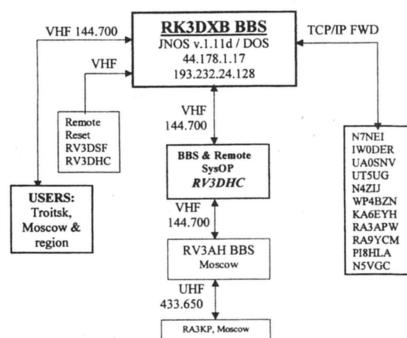 RK3DXB BBS
JNOS v.1.11d / DOS
44.178.1.17
193.232.24.128
VHF 144.700
TCP/IP FWD
VHF
Remote
Reset
RV3DSF
RV3DHC
VHF
144.700
USERS:
Troitsk,
Moscow &
region
BBS & Remote
SysOP
RV3DHC
N7NEI
IW0DER
UA0SNV
UT5UG
N4ZIJ
WP4BZN
KA6EYH
RA3APW
RA9YCM
PI8HLA
N5VGC
VHF
144.700
RV3AH BBS
Moscow
UHF
433.650
RA3KP, Moscow